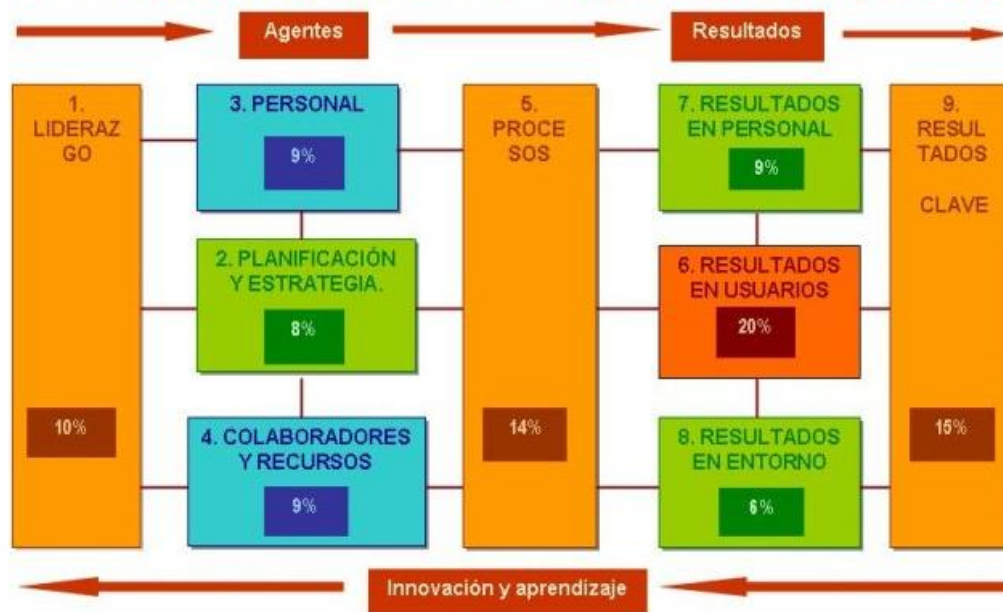 Agentes
Resultados
1.
LIDERAZ
GO
10%
3. PERSONAL
9%
2. PLANIFICACIÓN
Y ESTRATEGIA.
8%
4. COLABORADORES
Y RECURSOS
9%
5.
PROCE
SOS
14%
7. RESULTADOS
EN PERSONAL
9%
6. RESULTADOS
EN USUARIOS
20%
8. RESULTADOS
EN ENTORNO
6%
9.
RESUL
TADOS
CLAVE
15%
Innovación y aprendizaje